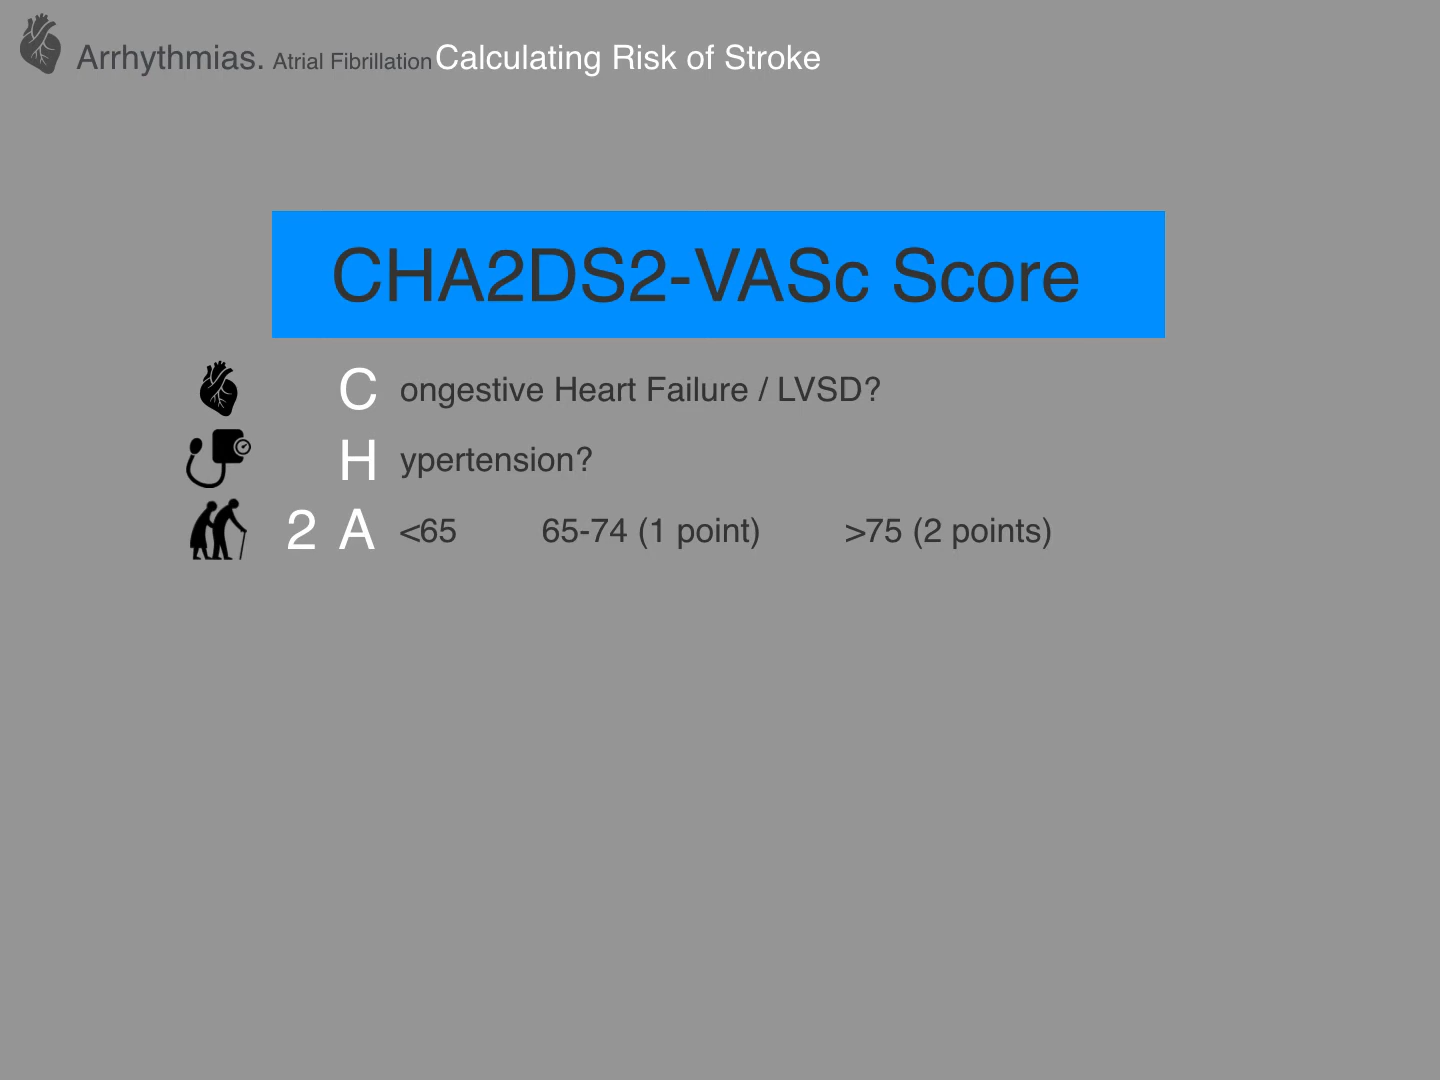 Arrhythmias. Atrial Fibrillation Calculating Risk of Stroke
CHA2DS2-VASc Score
C ongestive Heart Failure / LVSD?
H ypertension?
2 A <65 65-74 (1 point) >75 (2 points)